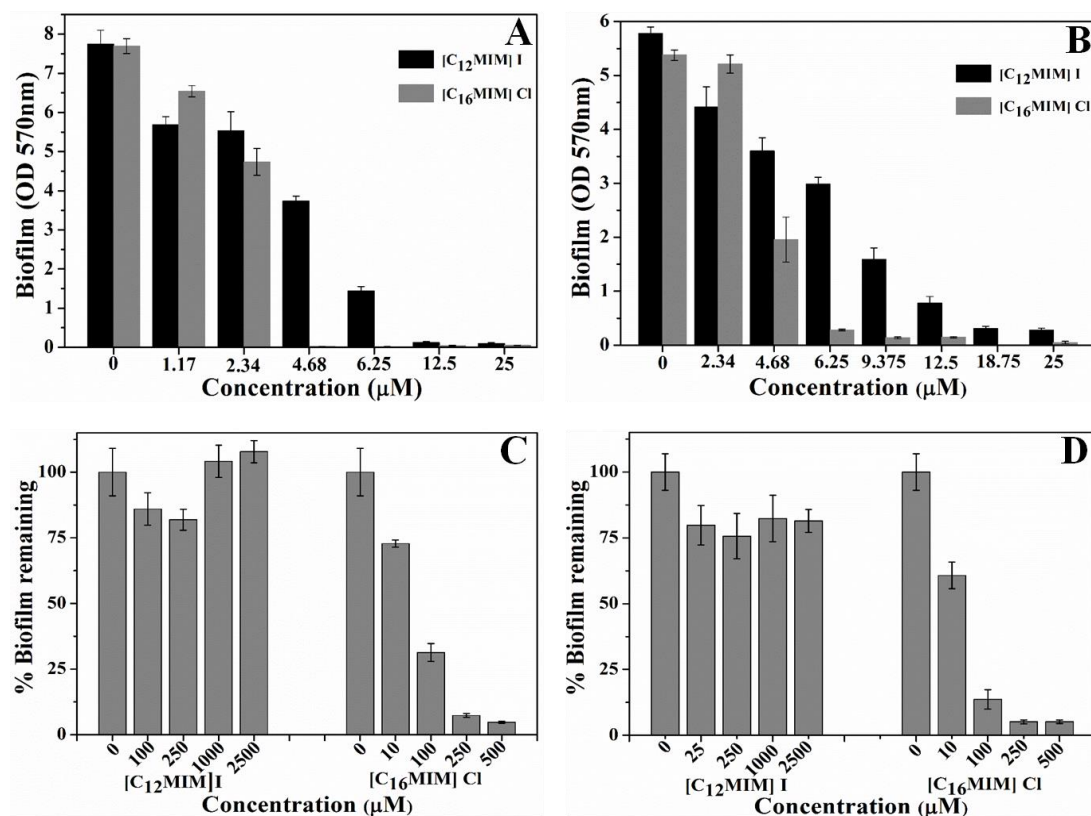 A
[C12MIM] I
[C16MIM] Cl
Biofilm (OD 570nm)
8
7
6
5
4
3
2
1
0
0 1.17 2.34 4.68 6.25 12.5 25
Concentration (μM)
B
[C12MIM] I
[C16MIM] Cl
Biofilm (OD 570nm)
6
5
4
3
2
1
0
0 2.34 4.68 6.25 9.375 12.5 18.75 25
Concentration (μM)
C
% Biofilm remaining
100
75
50
25
0
0 100 250 1000 2500 0 10 100 250 500
[C12MIM]I [C16MIM] Cl
Concentration (μM)
D
% Biofilm remaining
100
75
50
25
0
0 25 250 1000 2500 0 10 100 250 500
[C12MIM] I [C16MIM] Cl
Concentration (μM)